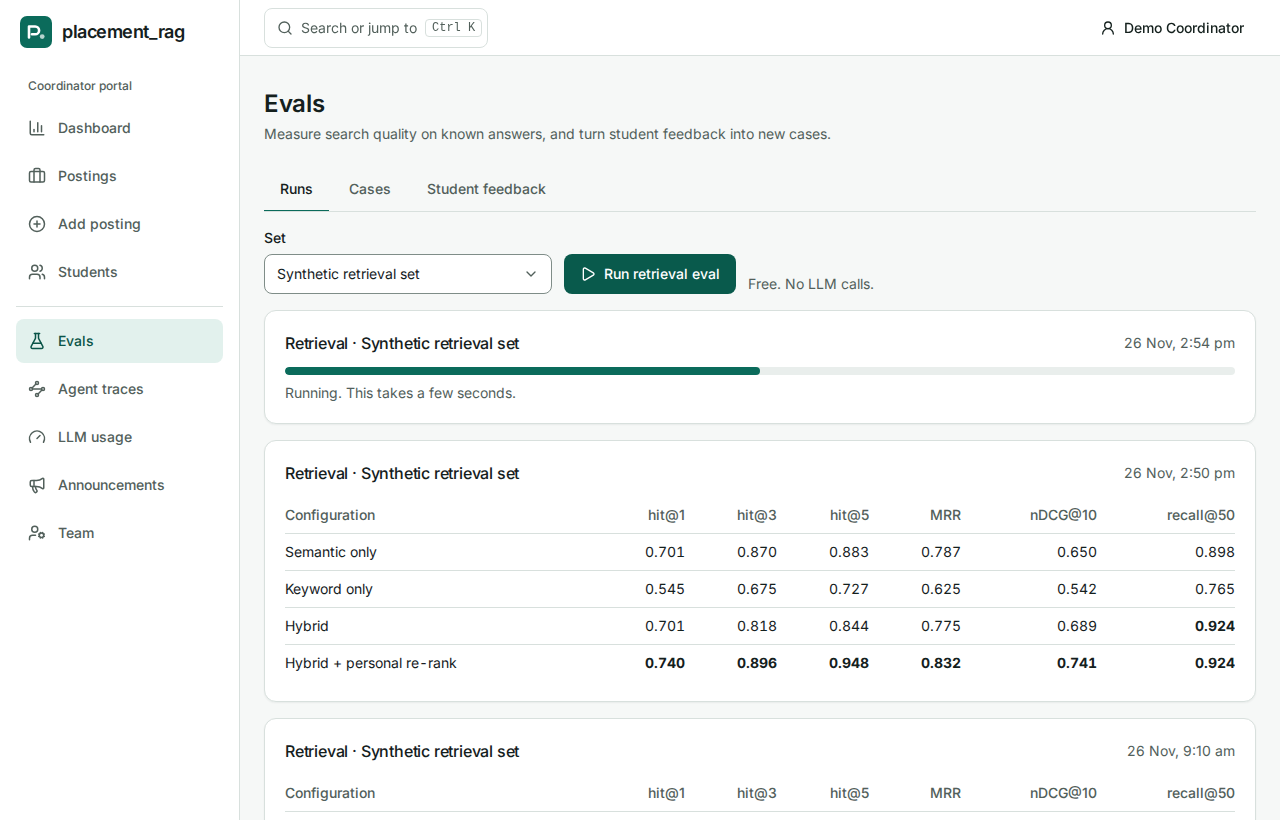 placement_rag
Search or jump to Ctrl K
Demo Coordinator
Coordinator portal
Dashboard
Postings
Add posting
Students
Evals
Agent traces
LLM usage
Announcements
Team
Evals
Measure search quality on known answers, and turn student feedback into new cases.
Runs Cases Student feedback
Set
Synthetic retrieval set Run retrieval eval Free. No LLM calls.
Retrieval · Synthetic retrieval set 26 Nov, 2:54 pm
Running. This takes a few seconds.
Retrieval · Synthetic retrieval set 26 Nov, 2:50 pm
Configuration hit@1 hit@3 hit@5 MRR nDCG@10 recall@50
Semantic only 0.701 0.870 0.883 0.787 0.650 0.898
Keyword only 0.545 0.675 0.727 0.625 0.542 0.765
Hybrid 0.701 0.818 0.844 0.775 0.689 0.924
Hybrid + personal re-rank 0.740 0.896 0.948 0.832 0.741 0.924
Retrieval · Synthetic retrieval set 26 Nov, 9:10 am
Configuration hit@1 hit@3 hit@5 MRR nDCG@10 recall@50